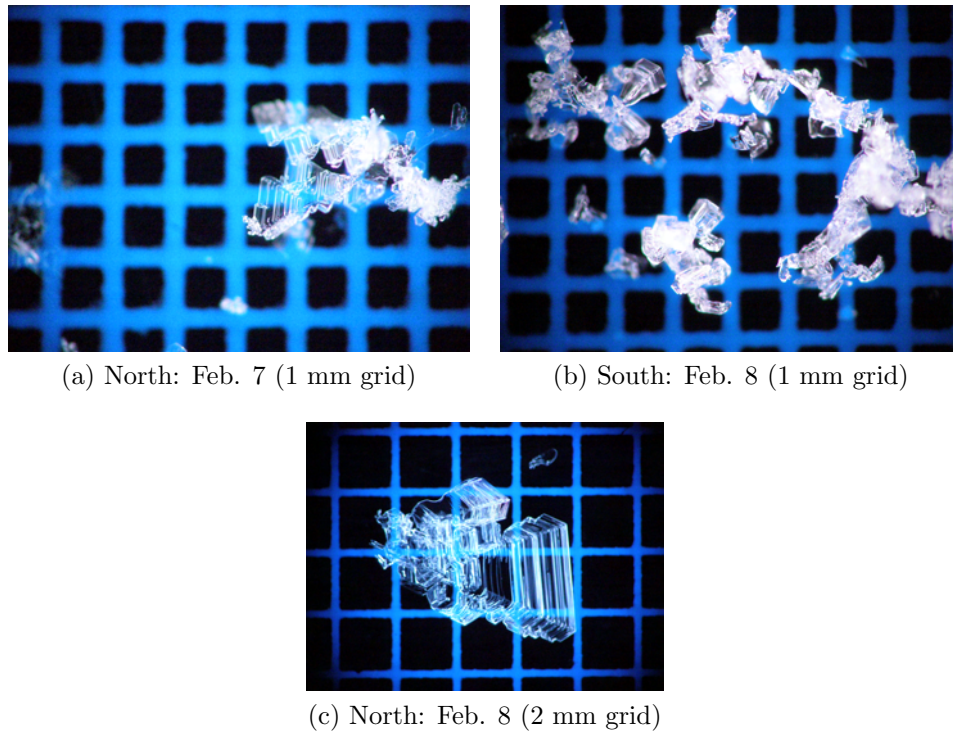 (a) North: Feb. 7 (1 mm grid)
(b) South: Feb. 8 (1 mm grid)
(c) North: Feb. 8 (2 mm grid)